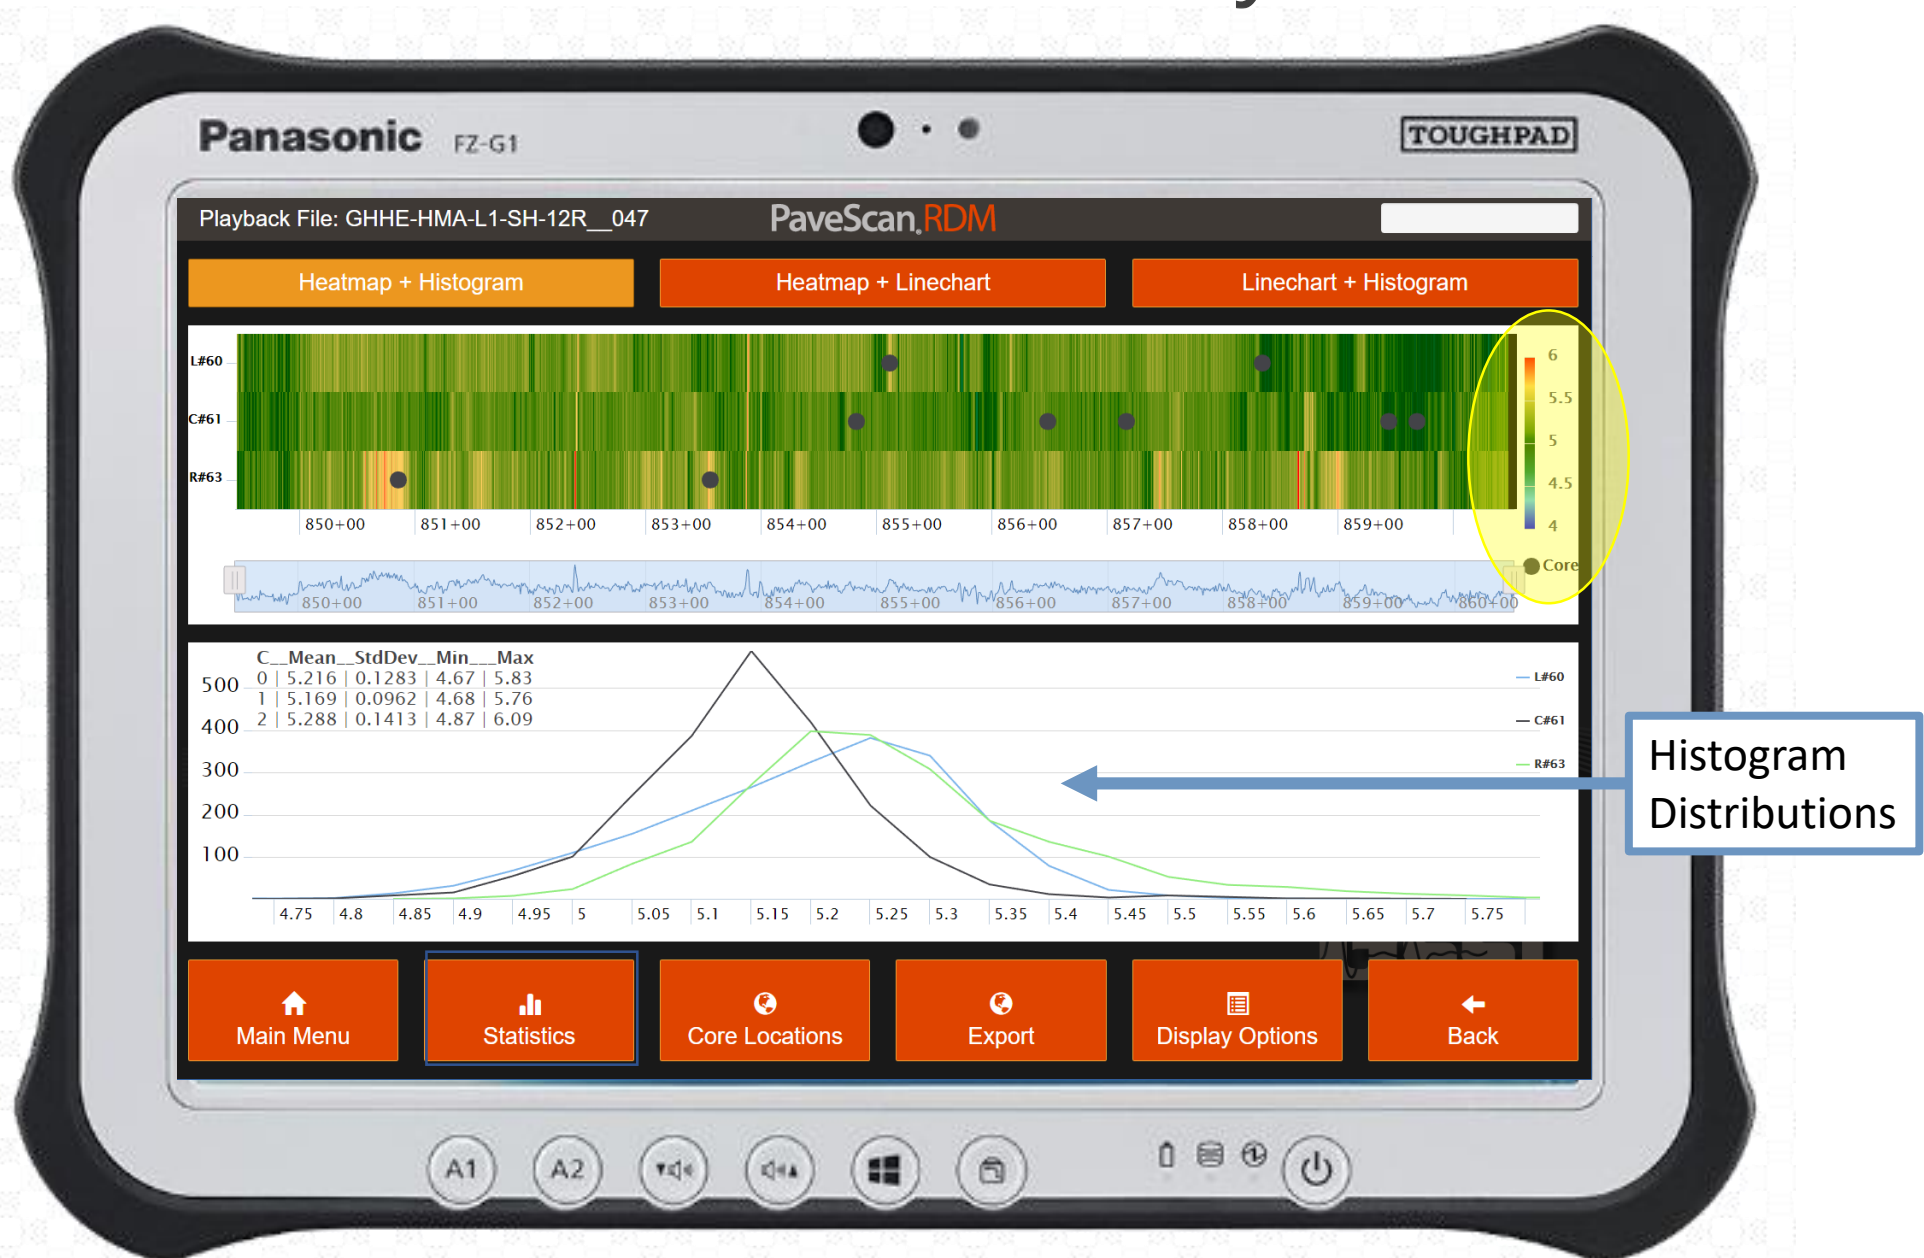 Panasonic FZ-G1
TOUGHPAD
Playback File: GHHE-HMA-L1-SH-12R__047
PaveScan.RDM
Heatmap + Histogram
Heatmap + Linechart
Linechart + Histogram
L#60
C#61
R#63
6
5.5
5
4.5
4
Core
850+00 851+00 852+00 853+00 854+00 855+00 856+00 857+00 858+00 859+00
850+00 851+00 852+00 853+00 854+00 855+00 856+00 857+00 858+00 859+00 860+00
C__Mean__StdDev__Min___Max
0 | 5.216 | 0.1283 | 4.67 | 5.83
1 | 5.169 | 0.0962 | 4.68 | 5.76
2 | 5.288 | 0.1413 | 4.87 | 6.09
500
400
300
200
100
L#60
C#61
R#63
4.75 4.8 4.85 4.9 4.95 5 5.05 5.1 5.15 5.2 5.25 5.3 5.35 5.4 5.45 5.5 5.55 5.6 5.65 5.7 5.75
Histogram
Distributions
Main Menu
Statistics
Core Locations
Export
Display Options
Back
A1
A2